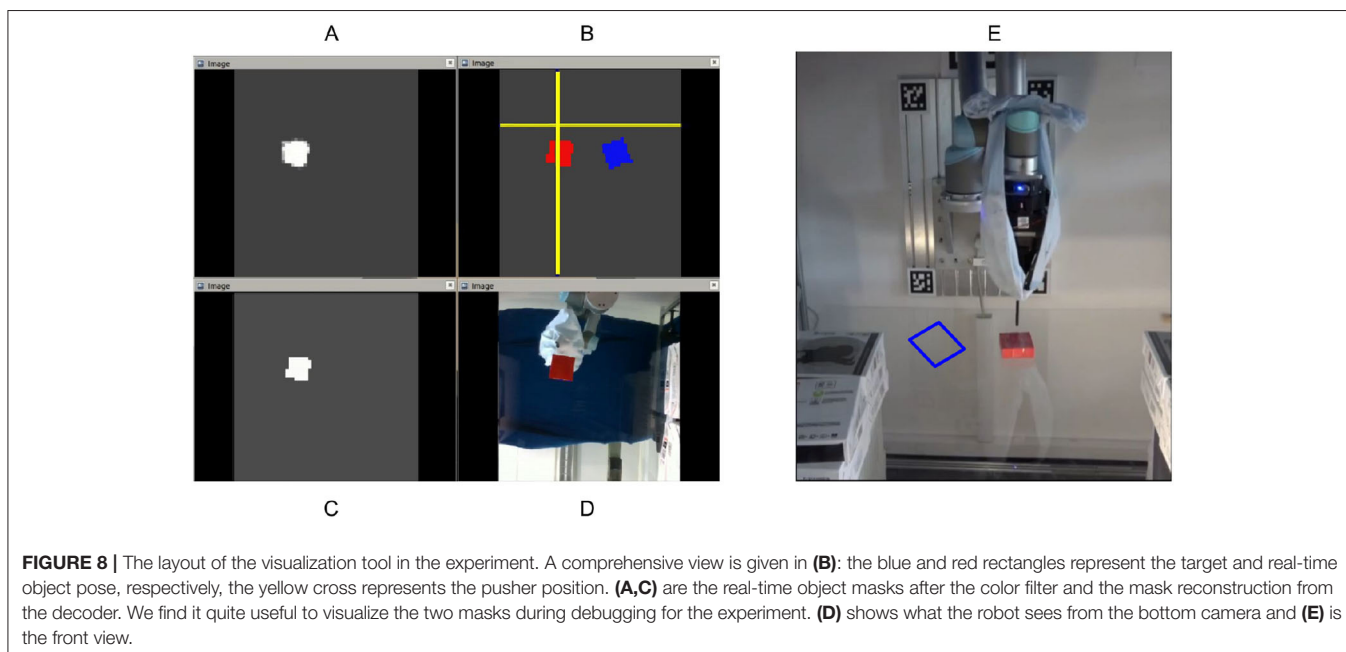 A
B
E
Image
Image
Image
Image
C
D
FIGURE 8 | The layout of the visualization tool in the experiment. A comprehensive view is given in (B): the blue and red rectangles represent the target and real-time
object pose, respectively, the yellow cross represents the pusher position. (A,C) are the real-time object masks after the color filter and the mask reconstruction from
the decoder. We find it quite useful to visualize the two masks during debugging for the experiment. (D) shows what the robot sees from the bottom camera and (E) is
the front view.